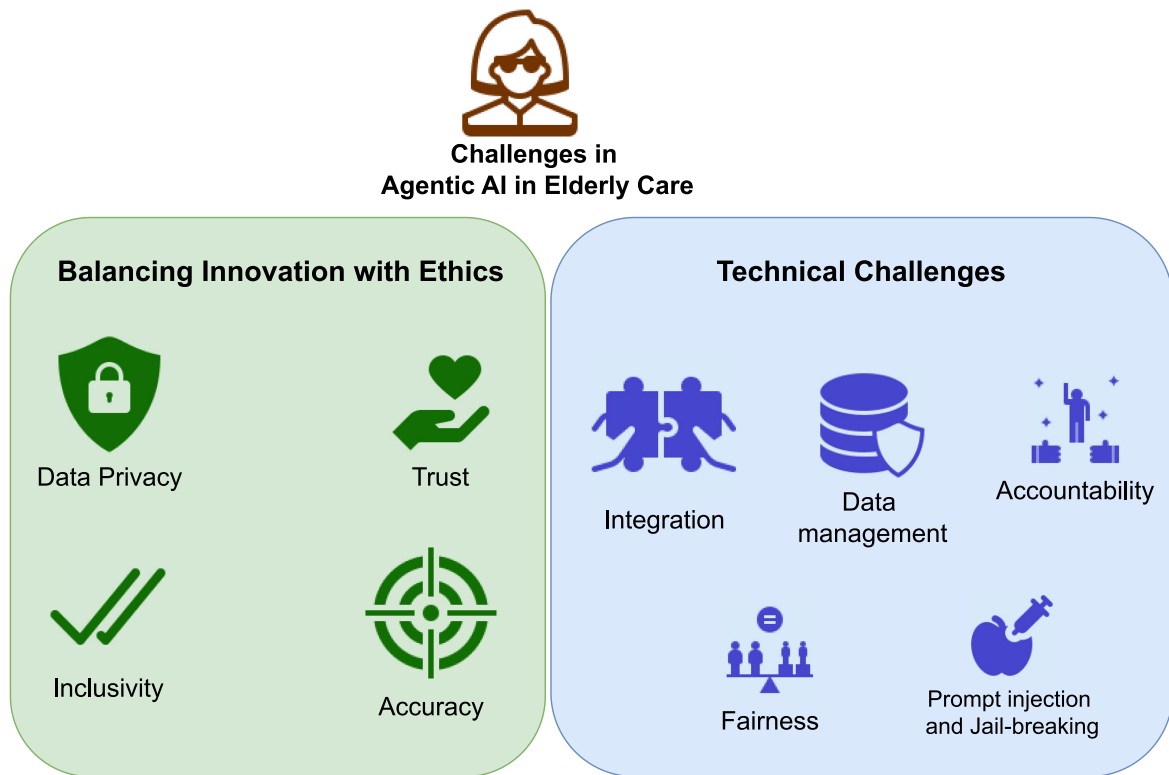 Challenges in
Agentic AI in Elderly Care
Balancing Innovation with Ethics
Data Privacy
Trust
Inclusivity
Accuracy
Technical Challenges
Integration
Data
management
Accountability
Fairness
Prompt injection
and Jail-breaking